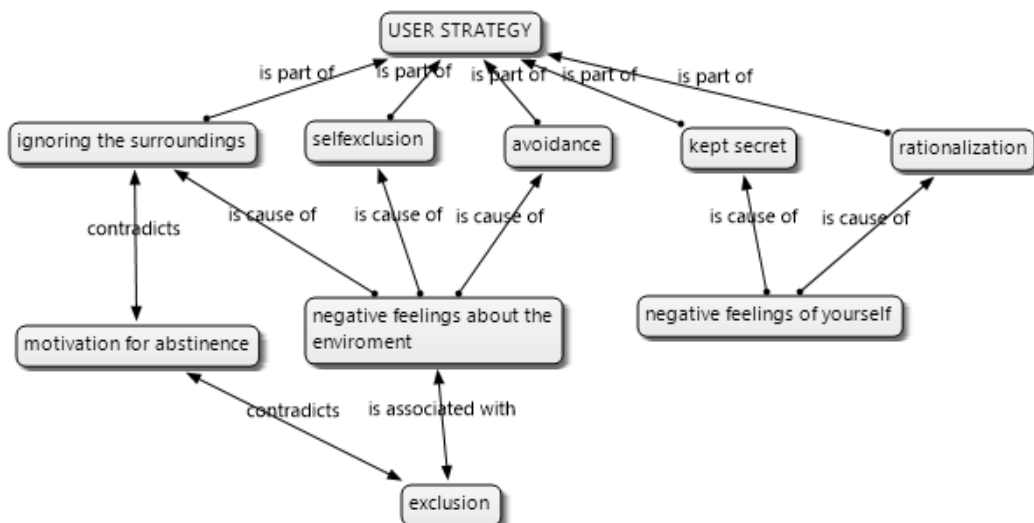 USER STRATEGY
is part of
is part of
is part of
is part of
is part of
ignoring the surroundings
selfexclusion
avoidance
kept secret
rationalization
contradicts
is cause of
is cause of
is cause of
is cause of
is cause of
motivation for abstinence
negative feelings about the
enviroment
negative feelings of yourself
contradicts
is associated with
exclusion